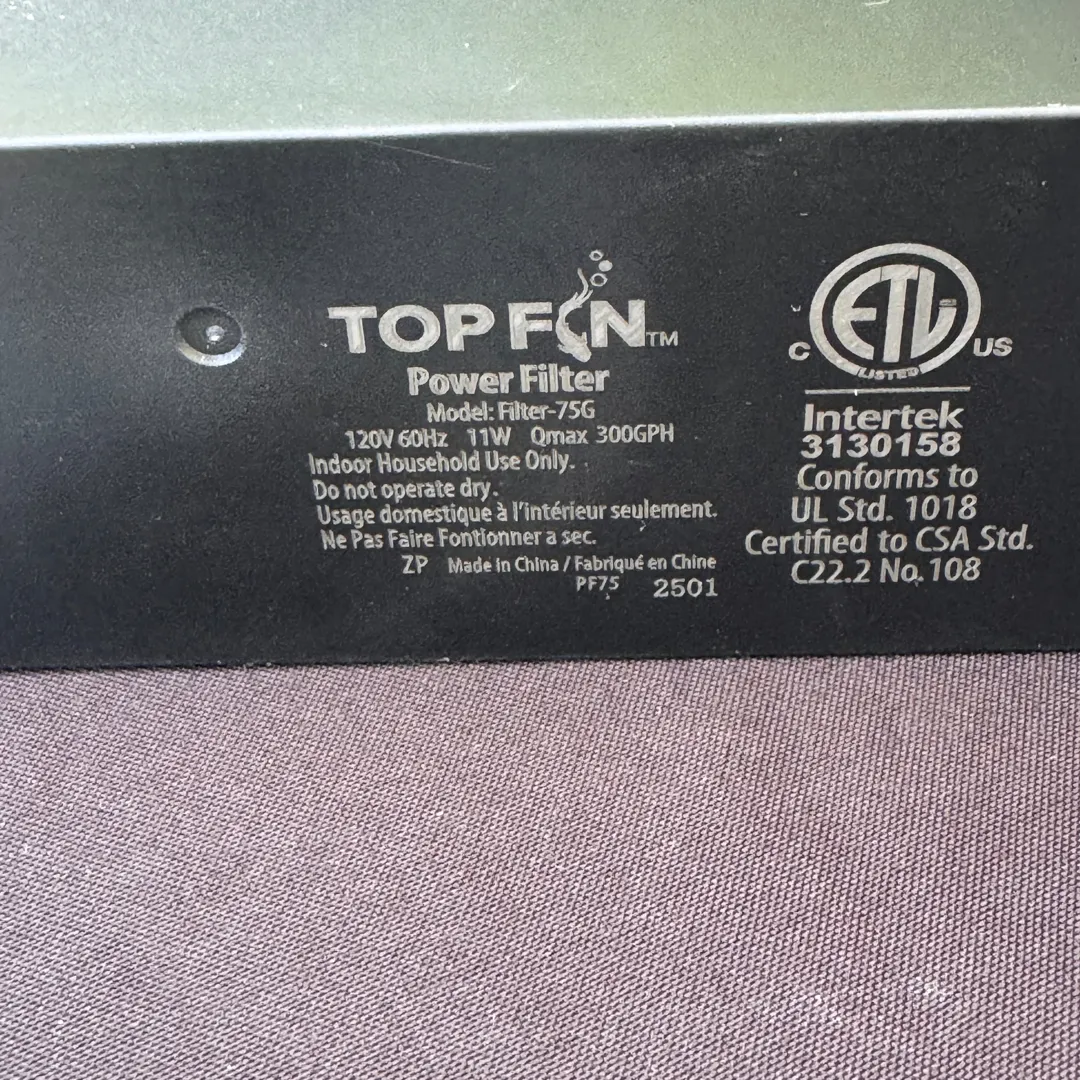 TOP FIN™
Power Filter
Model: Filter-75G
120V 60Hz 11W Qmax 300GPH
Indoor Household Use Only.
Do not operate dry.
Usage domestique à l'intérieur seulement.
Ne Pas Faire Fontionner a sec.
ZP Made in China / Fabriqué en Chine
PF75 2501
ETL
LISTED
C US
Intertek
3130158
Conforms to
UL Std. 1018
Certified to CSA Std.
C22.2 No.108